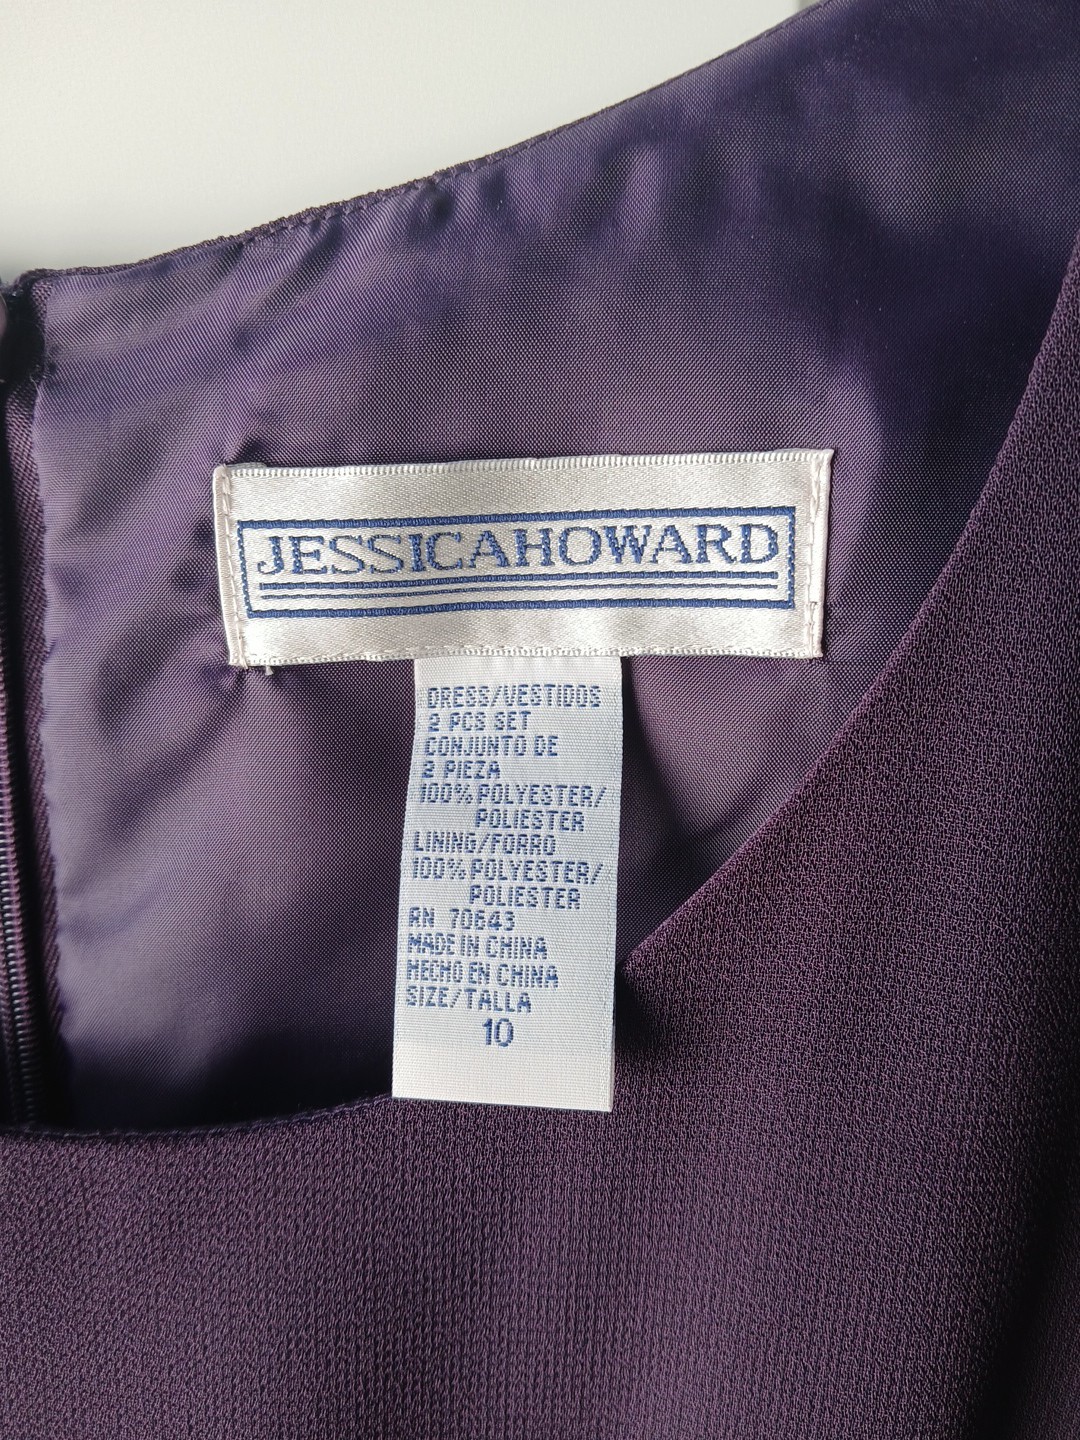 JESSICAHOWARD
DRESS/VESTIDOS
2 PCS SET
CONJUNTO DE
2 PIEZA
100% POLYESTER/
POLIESTER
LINING/FORRO
100% POLYESTER/
POLIESTER
RN 70643
MADE IN CHINA
HECHO EN CHINA
SIZE/TALLA
10